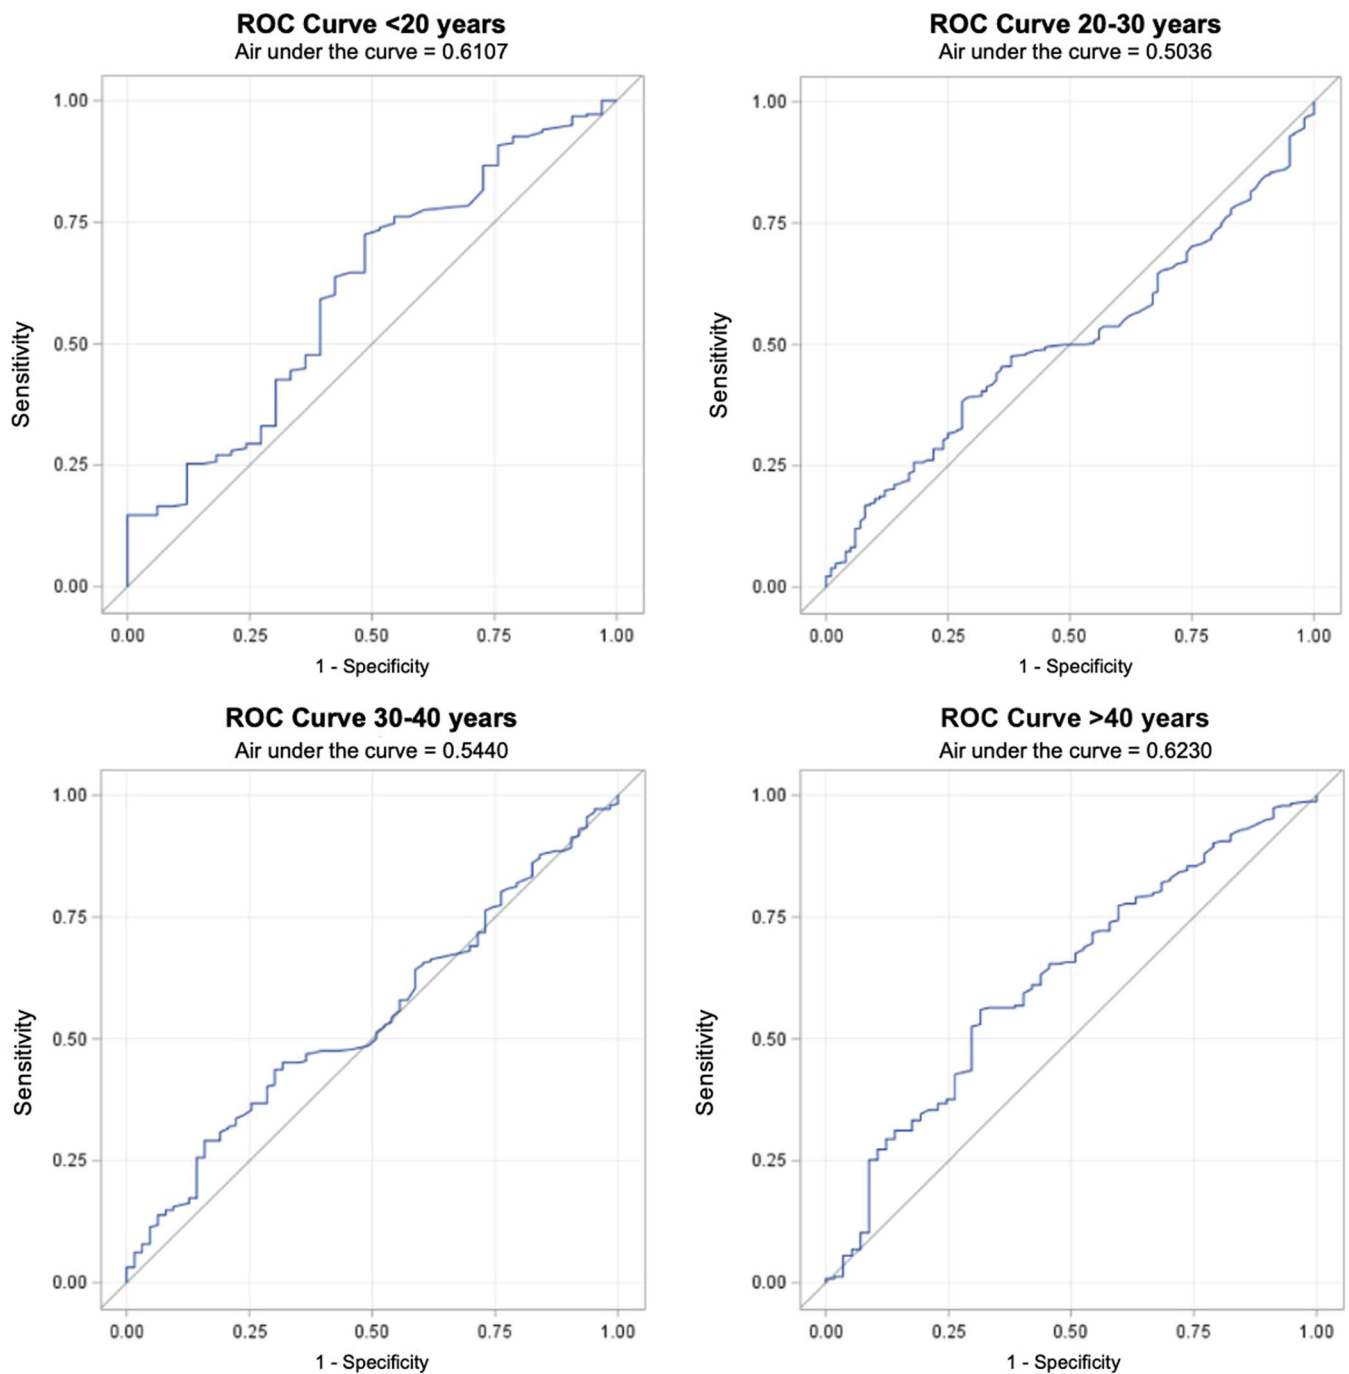 ROC Curve <20 years
Air under the curve = 0.6107
1.00
0.75
0.50
0.25
0.00
Sensitivity
0.00 0.25 0.50 0.75 1.00
1 - Specificity
ROC Curve 20-30 years
Air under the curve = 0.5036
1.00
0.75
0.50
0.25
0.00
Sensitivity
0.00 0.25 0.50 0.75 1.00
1 - Specificity
ROC Curve 30-40 years
Air under the curve = 0.5440
1.00
0.75
0.50
0.25
0.00
Sensitivity
0.00 0.25 0.50 0.75 1.00
1 - Specificity
ROC Curve >40 years
Air under the curve = 0.6230
1.00
0.75
0.50
0.25
0.00
Sensitivity
0.00 0.25 0.50 0.75 1.00
1 - Specificity